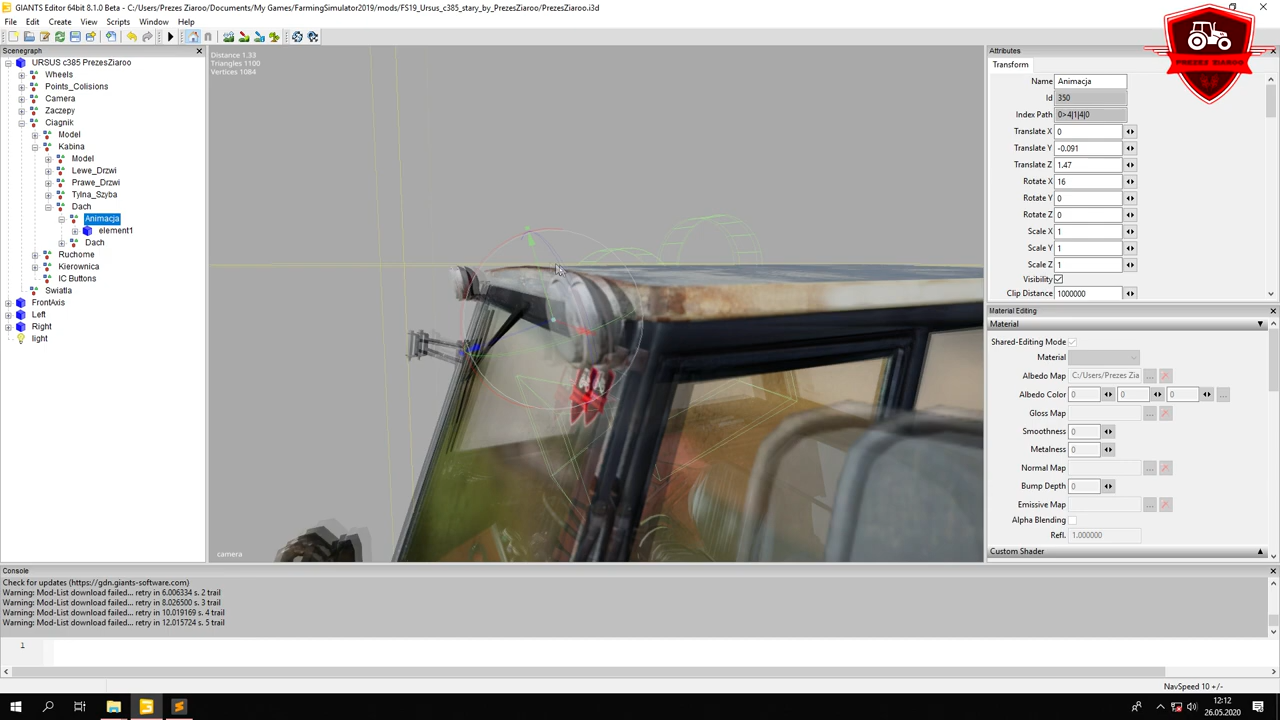 GIANTS Editor 64bit 8.1.0 Beta - C:/Users/Prezes Ziaroo/Documents/My Games/FarmingSimulator2019/mods/FS19_Ursus_c385_stary_by_PrezesZiaroo/PrezesZiaroo.i3d
File Edit Create View Scripts Window Help
Scenegraph
URSUS c385 PrezesZiaroo
Wheels
Points_Colisions
Camera
Zaczepy
Ciagnik
Model
Kabina
Model
Lewe_Drzwi
Prawe_Drzwi
Tylna_Szyba
Dach
Animacja
element1
Dach
Ruchome
Kierownica
IC Buttons
Swiatla
FrontAxis
Left
Right
light
Distance 1.33
Triangles 1100
Vertices 1084
camera
PREZES ZIAROO
Attributes
Transform
Name Animacja
Id 350
Index Path 0>4|1|4|0
Translate X 0
Translate Y -0.091
Translate Z 1.47
Rotate X 16
Rotate Y 0
Rotate Z 0
Scale X 1
Scale Y 1
Scale Z 1
Visibility
Clip Distance 1000000
Material Editing
Material
Shared-Editing Mode
Material
Albedo Map C:/Users/Prezes Zia ...
Albedo Color 0 0 0 ...
Gloss Map ...
Smoothness 0
Metalness 0
Normal Map ...
Bump Depth 0
Emissive Map ...
Alpha Blending
Refl. 1.000000
Custom Shader
Console
Check for updates (https://gdn.giants-software.com)
Warning: Mod-List download failed... retry in 6.006334 s. 2 trail
Warning: Mod-List download failed... retry in 8.026500 s. 3 trail
Warning: Mod-List download failed... retry in 10.019169 s. 4 trail
Warning: Mod-List download failed... retry in 12.015724 s. 5 trail
1
NavSpeed 10 +/-
12:12
26.05.2020